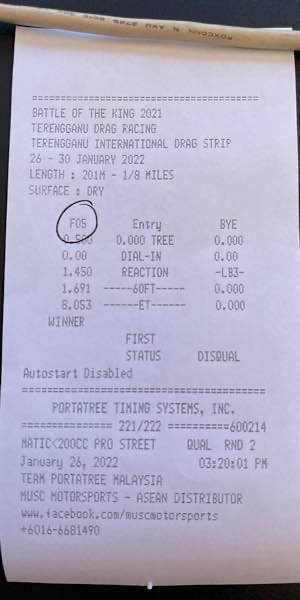 ==================================
BATTLE OF THE KING 2021
TERENGGANU DRAG RACING
TERENGGANU INTERNATIONAL DRAG STRIP
26 - 30 JANUARY 2022
LENGTH : 201M - 1/8 MILES
SURFACE : DRY
F05 Entry BYE
0.500 0.000 TREE 0.000
0.00 DIAL-IN 0.00
1.450 REACTION -LB3-
1.691 -----60FT----- 0.000
8.053 ------ET------ 0.000
WINNER
FIRST
STATUS DISQUAL
Autostart Disabled
====================================
PORTATREE TIMING SYSTEMS, INC.
============== 221/222 ==========600214
MATIC<200CC PRO STREET QUAL RND 2
January 26, 2022 03:20:01 PM
TEAM PORTATREE MALAYSIA
MUSC MOTORSPORTS - ASEAN DISTRIBUTOR
www.facebook.com/muscmotorsports
+6016-6681490